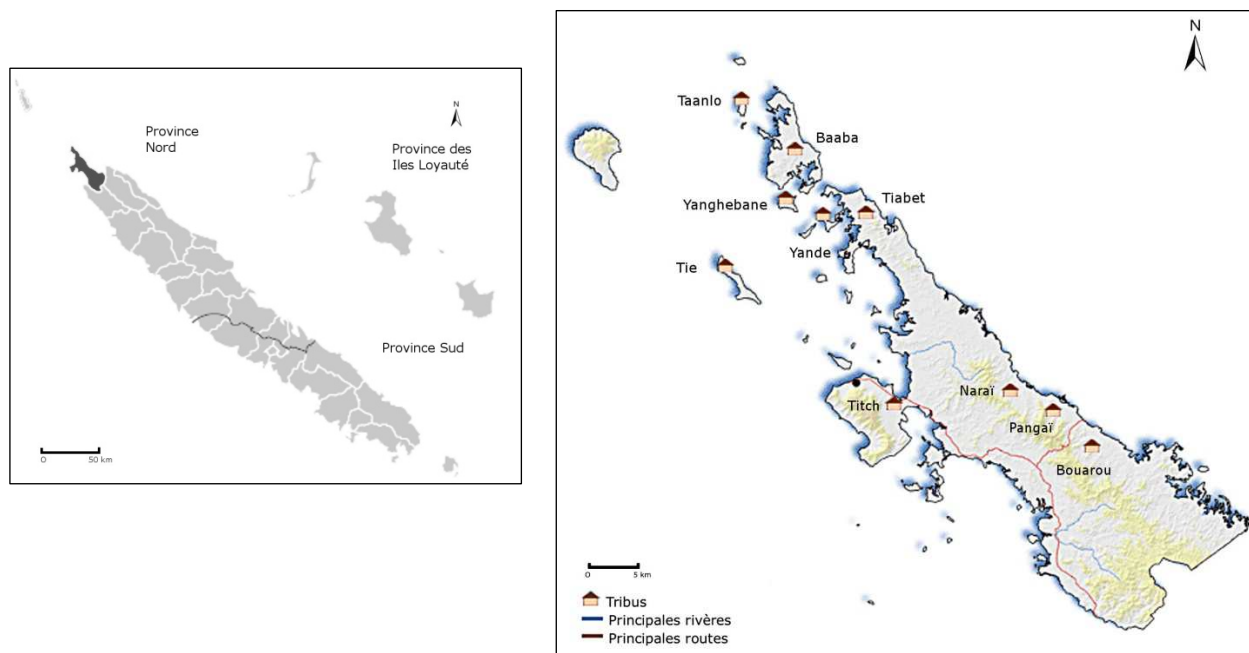 N
Province
Nord
Province des
Iles Loyauté
Province Sud
0 50 km
N
Taanlo
Baaba
Yanghebane
Tiabet
Yande
Tie
Naraï
Titch
Pangaï
Bouarou
0 5 km
Tribus
Principales rivères
Principales routes